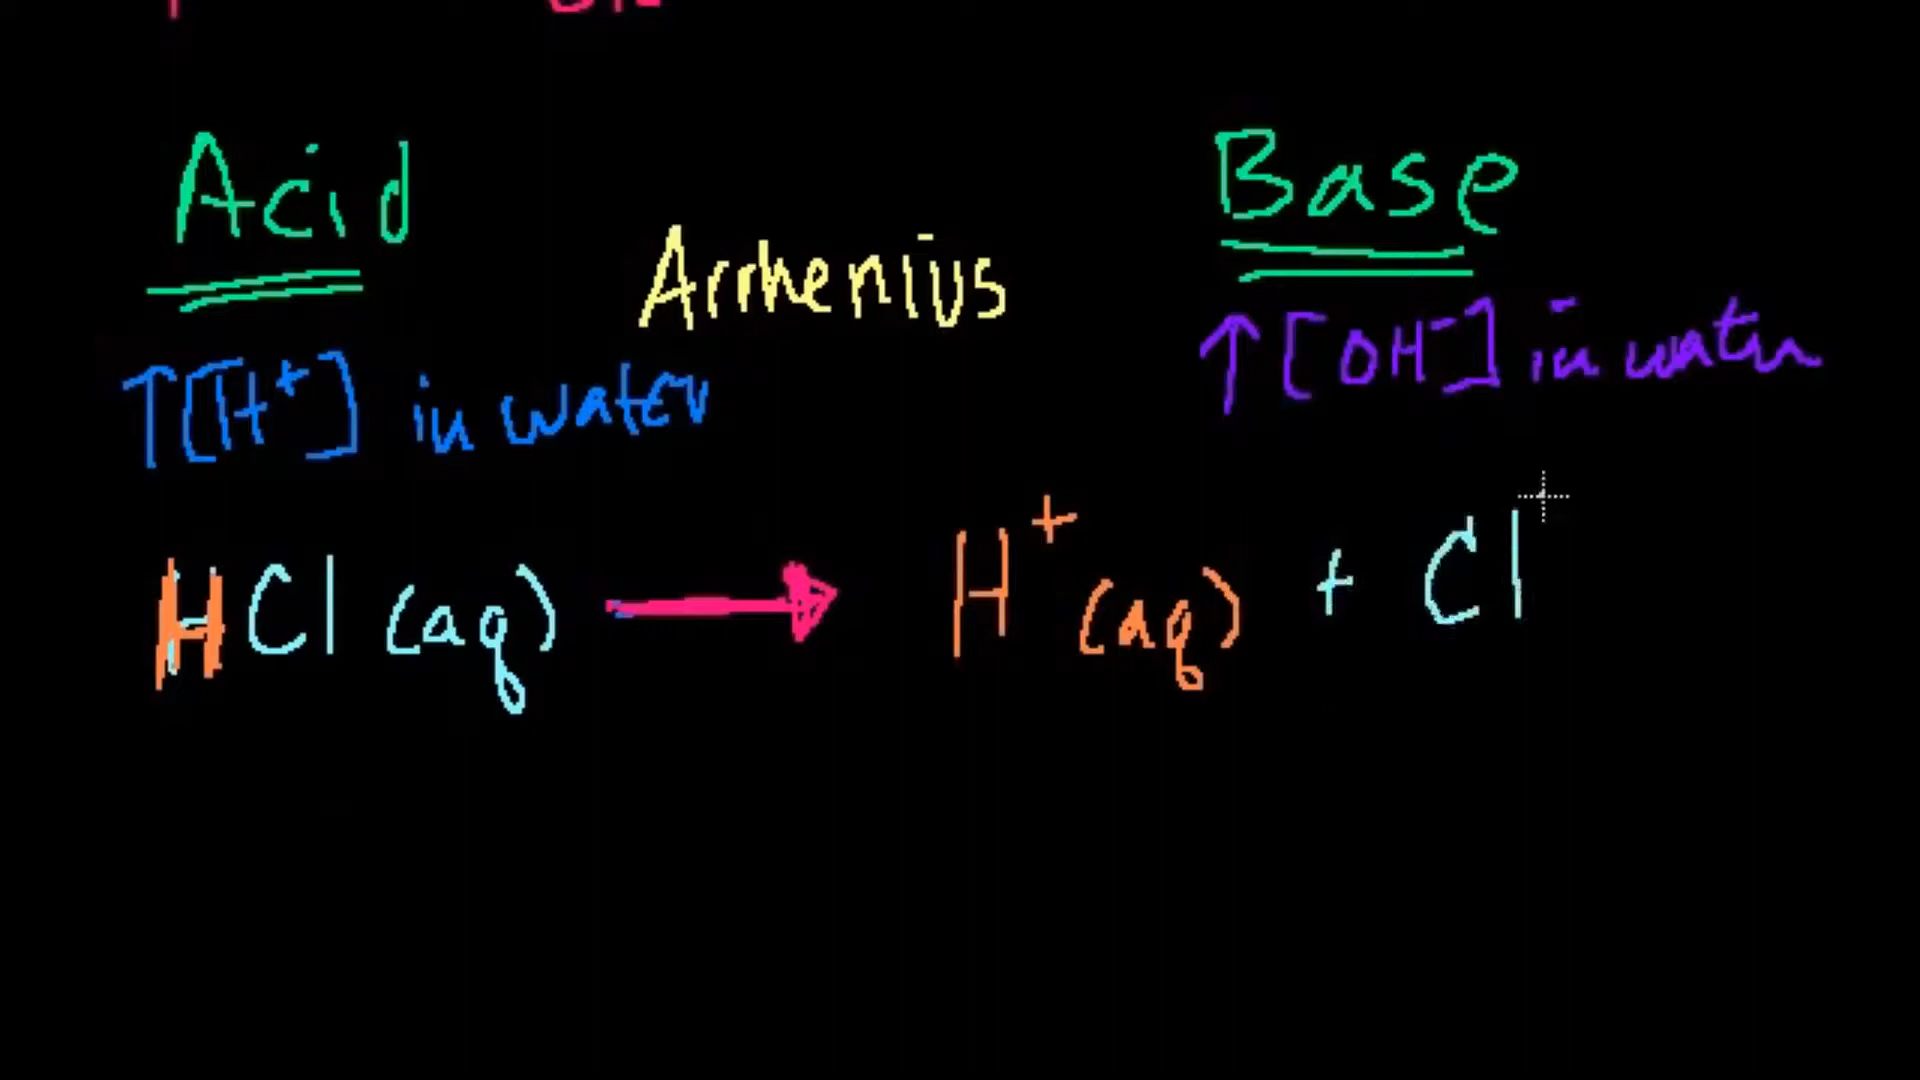 Acid
Base
Arrhenius
↑[H⁺] in water
↑[OH⁻] in water
HCl (aq) → H⁺(aq) + Cl